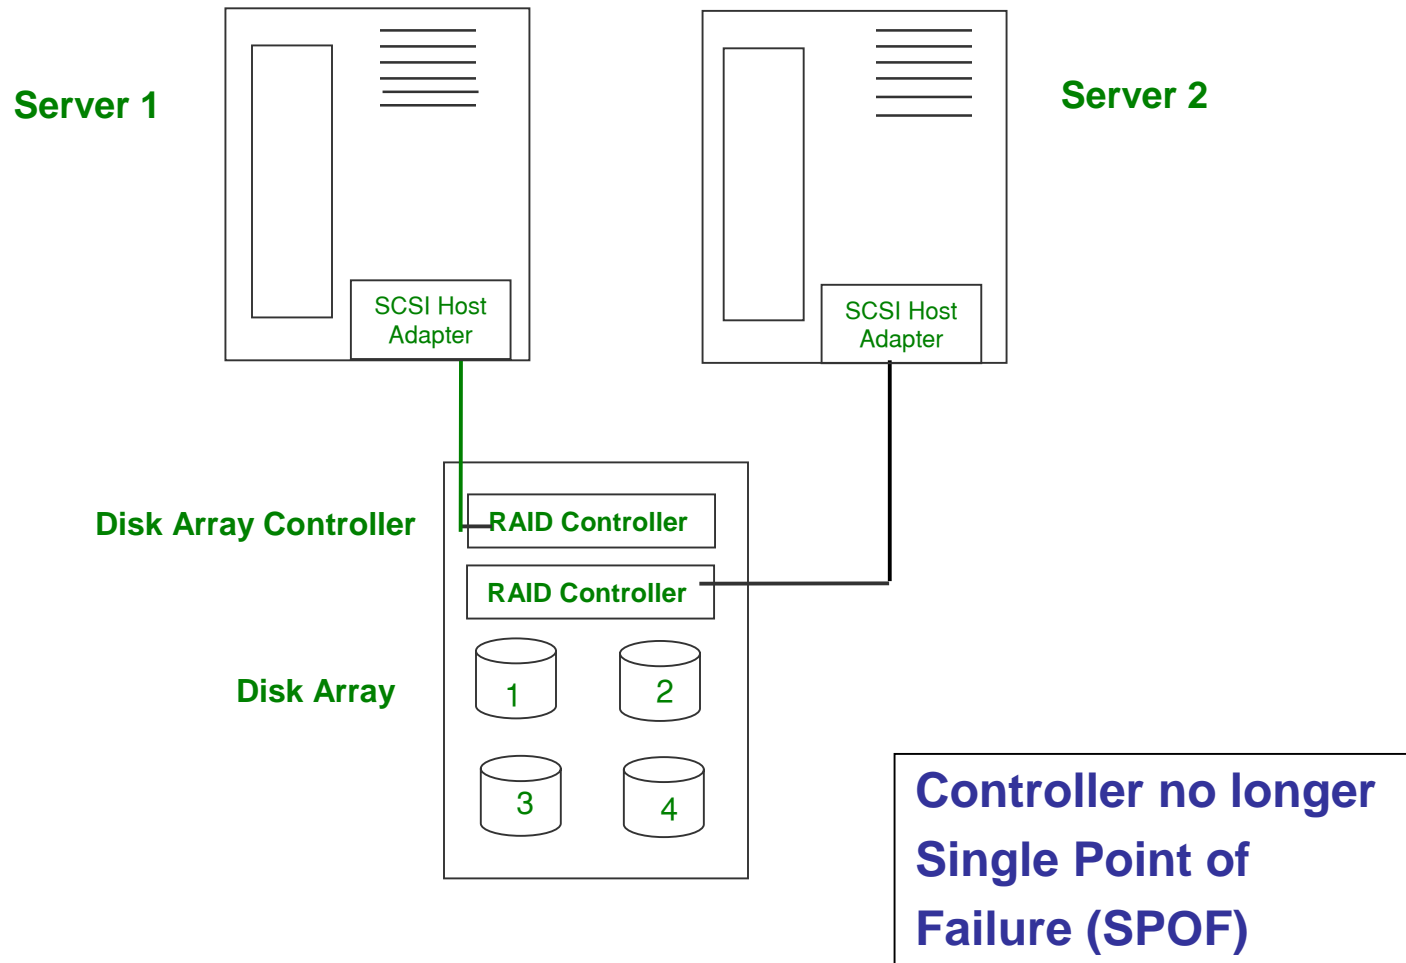 Server 1
Server 2
SCSI Host
Adapter
SCSI Host
Adapter
Disk Array Controller
RAID Controller
RAID Controller
Disk Array
1
2
3
4
Controller no longer
Single Point of
Failure (SPOF)